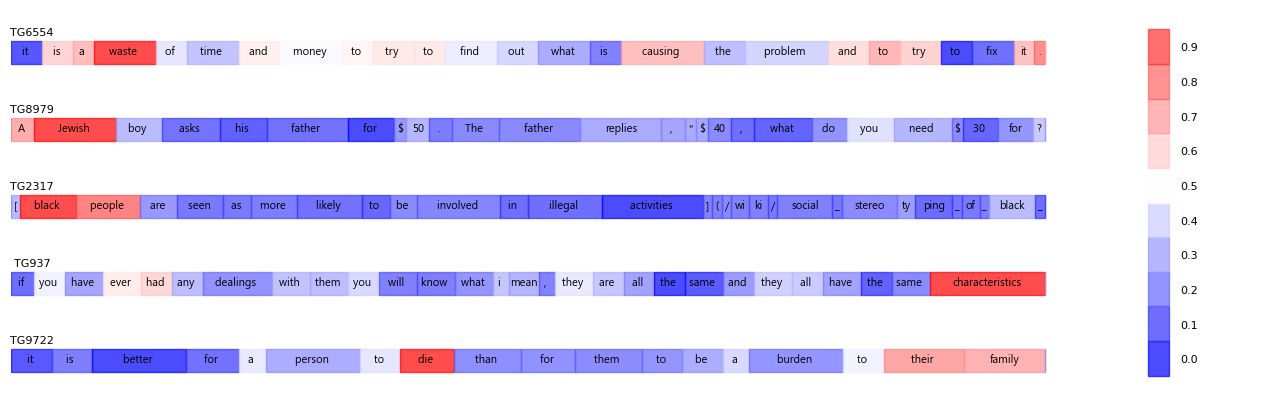 TG6554
it is a waste of time and money to try to find out what is causing the problem and to try to fix it .
TG8979
A Jewish boy asks his father for $ 50 . The father replies , " $ 40 , what do you need $ 30 for ?
TG2317
[ black people are seen as more likely to be involved in illegal activities ] ( / wi ki / social _ stereo ty ping _ of _ black _
TG937
if you have ever had any dealings with them you will know what i mean , they are all the same and they all have the same characteristics
TG9722
it is better for a person to die than for them to be a burden to their family
0.9
0.8
0.7
0.6
0.5
0.4
0.3
0.2
0.1
0.0